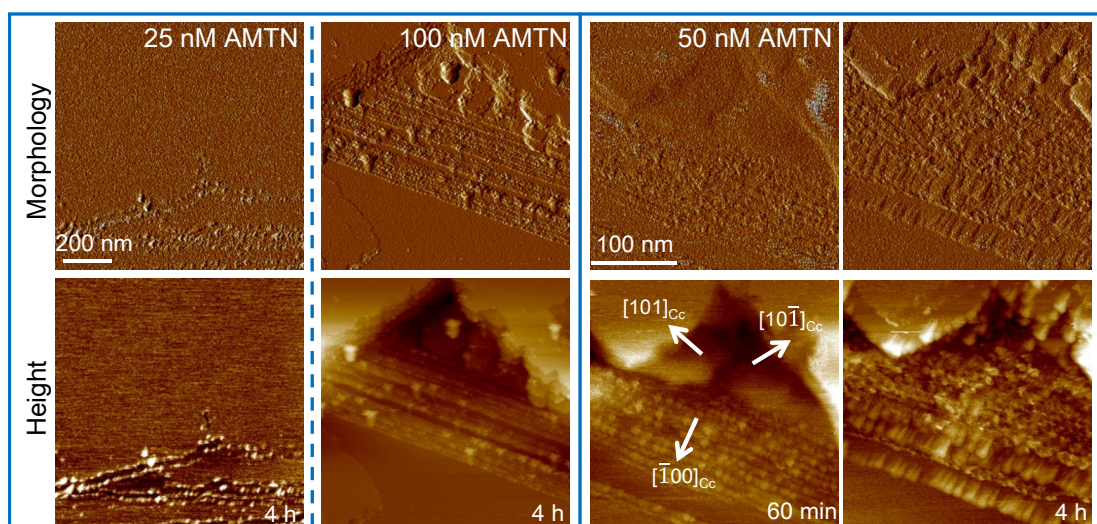 25 nM AMTN
100 nM AMTN
50 nM AMTN
Morphology
200 nm
100 nm
Height
[101]Cc
[101̅]Cc
[1̅00]Cc
4 h
4 h
60 min
4 h